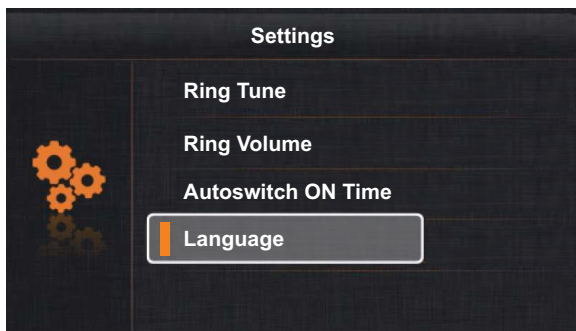 Settings
Ring Tune
Ring Volume
Autoswitch ON Time
Language